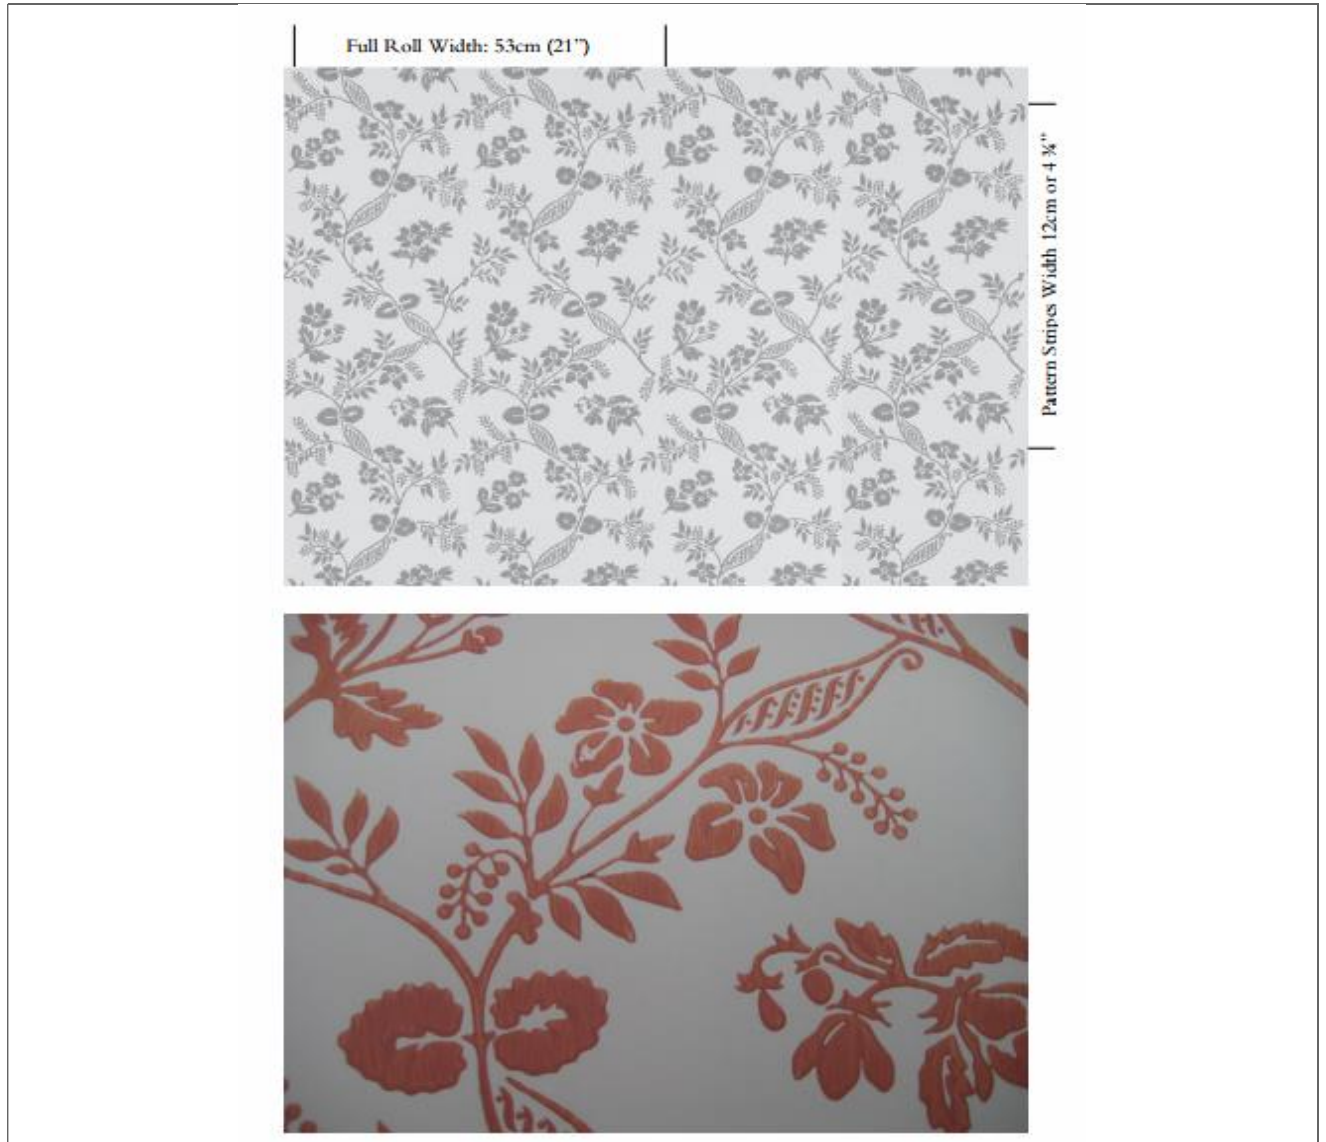 Full Roll Width: 53cm (21”)
Pattern Stripes Width 12cm or 4 ¾"